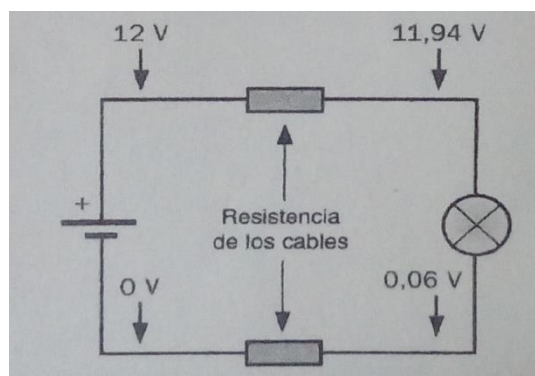 12 V
11,94 V
+
Resistencia
de los cables
0 V
0,06 V